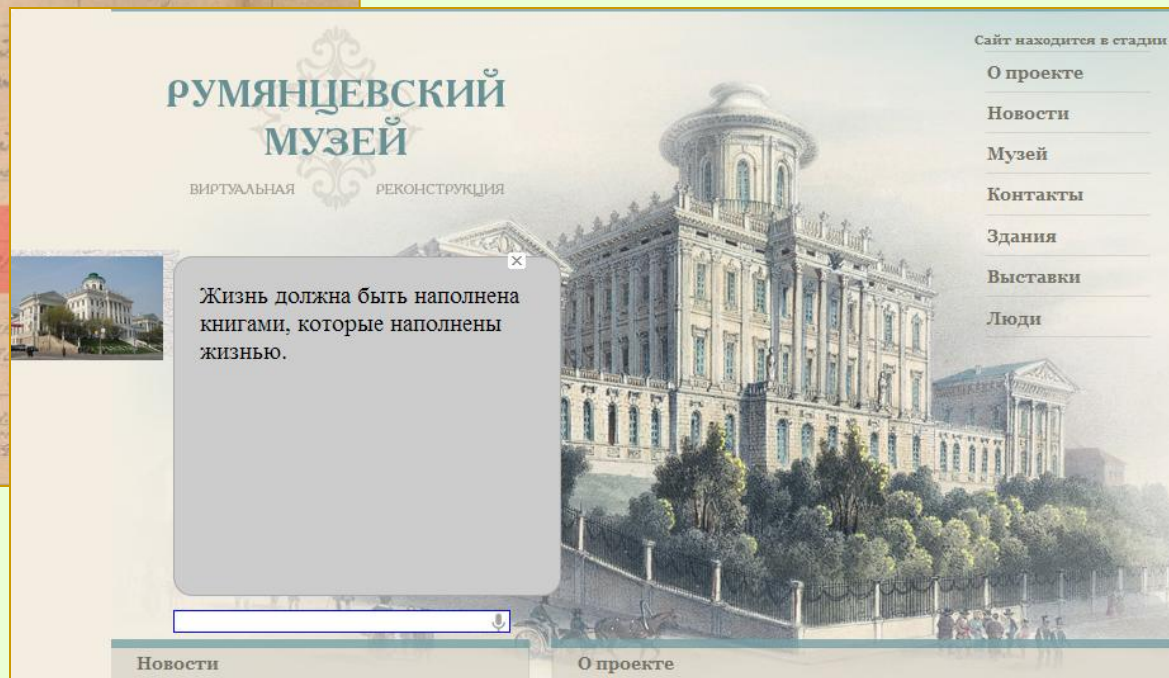 РУМЯНЦЕВСКИЙ
МУЗЕЙ
ВИРТУАЛЬНАЯ РЕКОНСТРУКЦИЯ
Сайт находится в стадии
О проекте
Новости
Музей
Контакты
Здания
Выставки
Люди
Жизнь должна быть наполнена
книгами, которые наполнены
жизнью.
Новости
О проекте